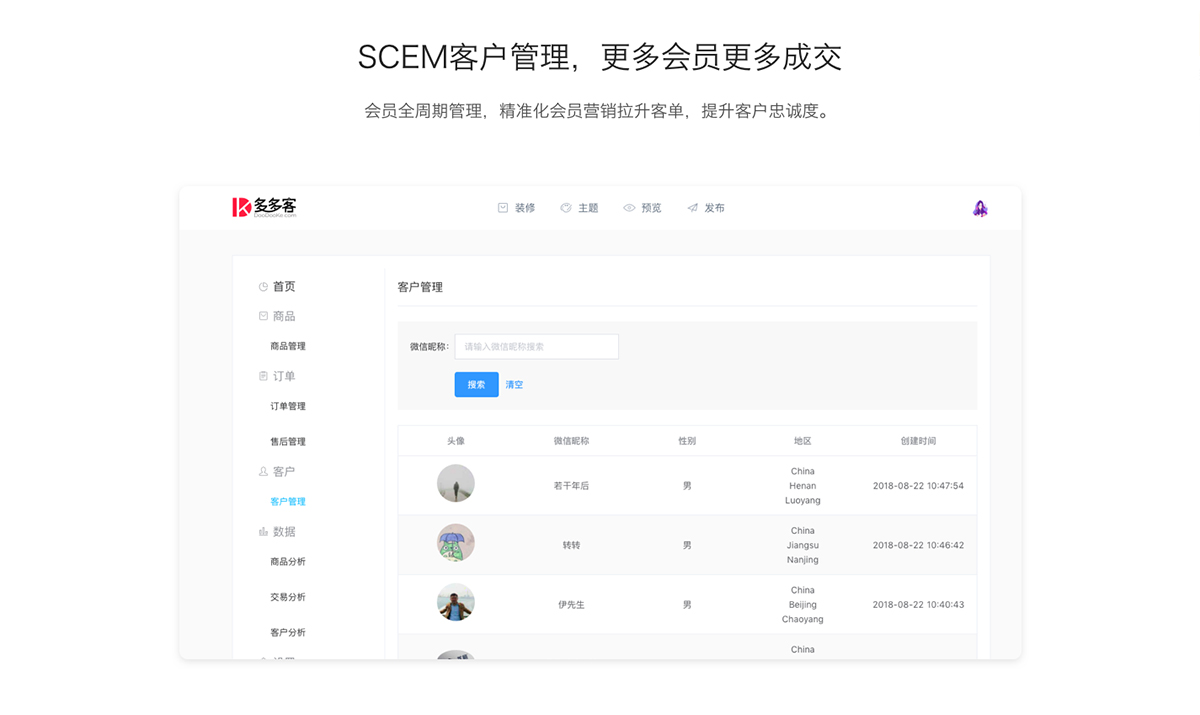 SCEM客户管理，更多会员更多成交
会员全周期管理，精准化会员营销拉升客单，提升客户忠诚度。
多多客
DooDooKe.com
装修 主题 预览 发布
首页
商品
商品管理
订单
订单管理
售后管理
客户
客户管理
数据
商品分析
交易分析
客户分析
客户管理
微信昵称： 请输入微信昵称搜索
搜索 清空
头像 微信昵称 性别 地区 创建时间
若干年后 男 China Henan Luoyang 2018-08-22 10:47:54
转转 男 China Jiangsu Nanjing 2018-08-22 10:46:42
伊先生 男 China Beijing Chaoyang 2018-08-22 10:40:43
China